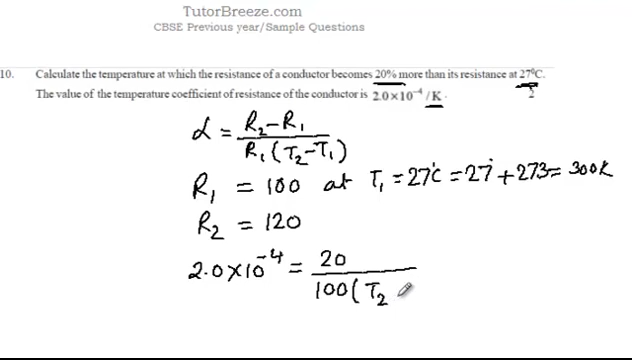 TutorBreeze.com
CBSE Previous year/Sample Questions
10. Calculate the temperature at which the resistance of a conductor becomes 20% more than its resistance at 27°C.
The value of the temperature coefficient of resistance of the conductor is 2.0×10⁻⁴ /K. 2
α = R₂-R₁ / R₁(T₂-T₁)
R₁ = 100 at T₁ = 27°C = 27 + 273 = 300K
R₂ = 120
2.0×10⁻⁴ = 20 / 100(T₂